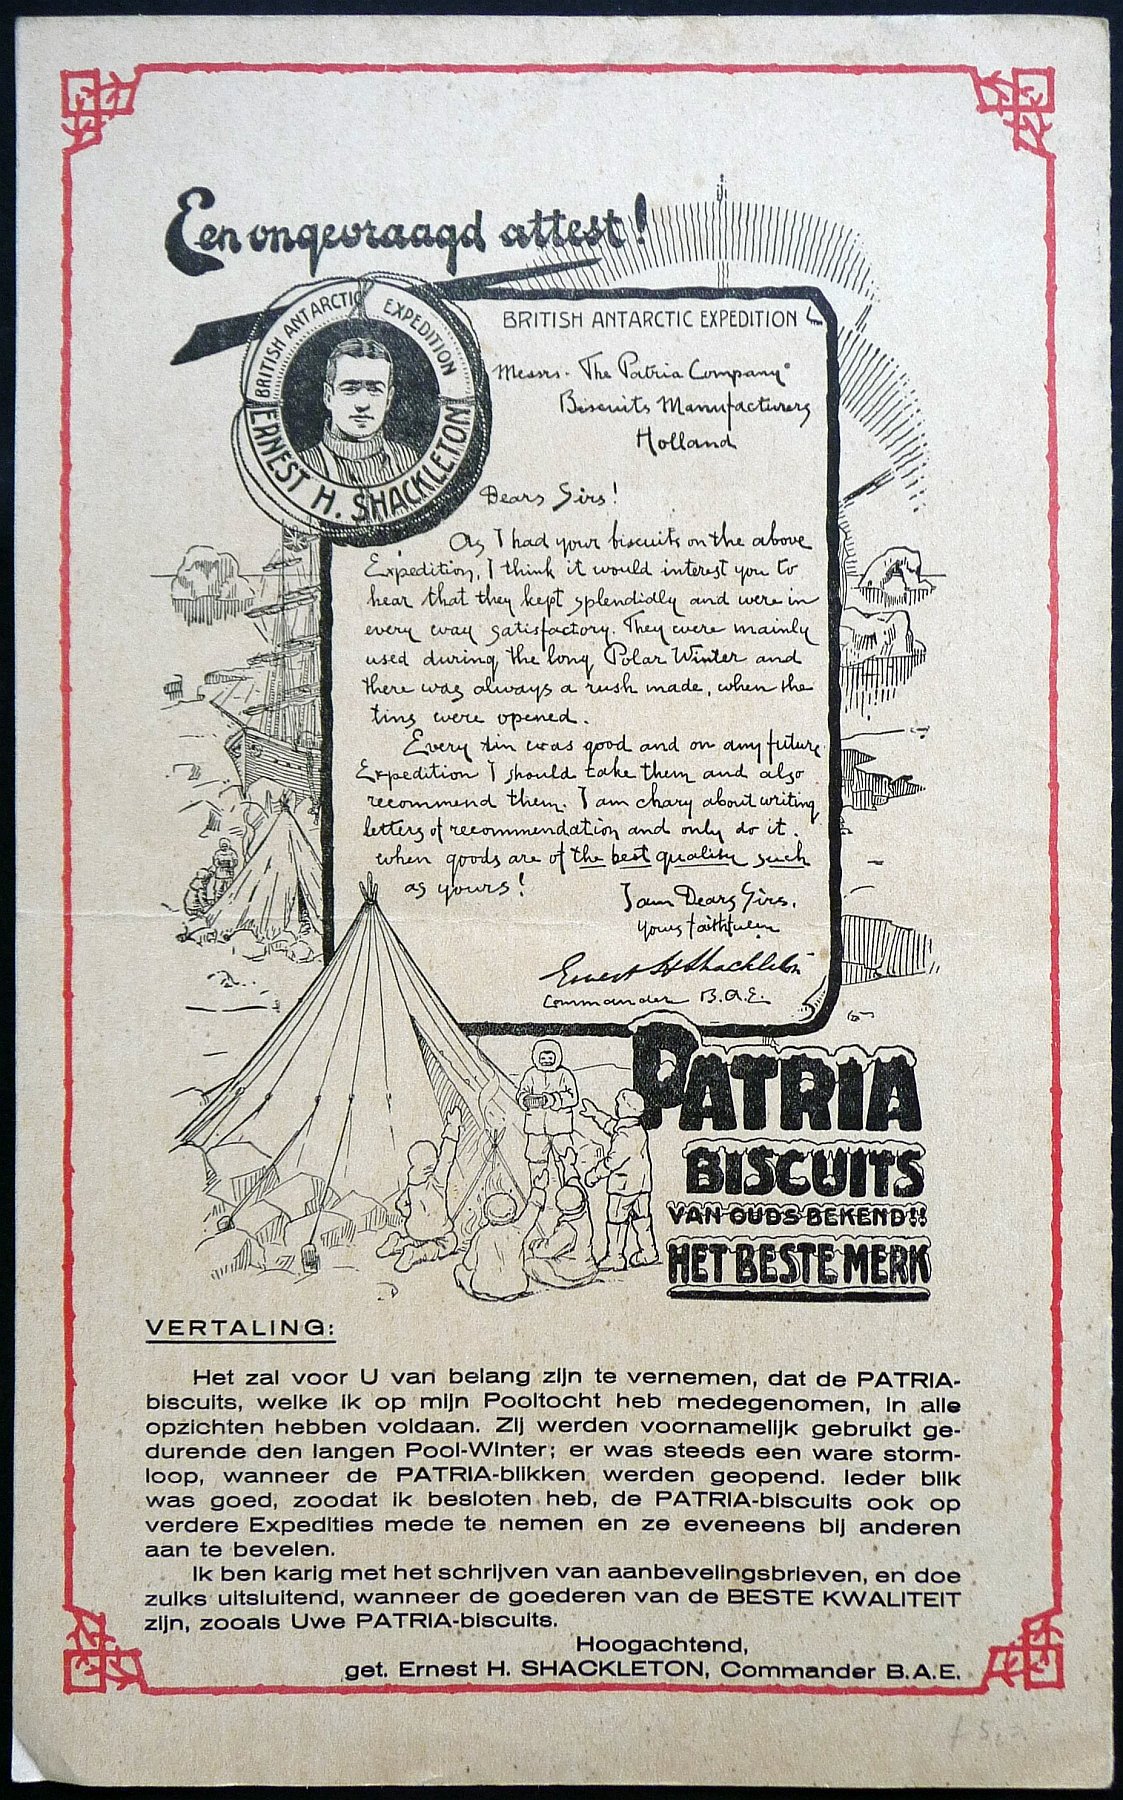 Een ongevraagd attest!
BRITISH ANTARCTIC EXPEDITION
ERNEST H. SHACKLETON
BRITISH ANTARCTIC EXPEDITION
Messrs. The Patria Company
Biscuits Manufacturers
Holland
Dears Sirs!
As I had your biscuits on the above
Expedition, I think it would interest you to
hear that they kept splendidly and were in
every way satisfactory. They were mainly
used during the long Polar Winter and
there was always a rush made, when the
tins were opened.
Every tin was good and on any future
Expedition I should take them and also
recommend them. I am chary about writing
letters of recommendation and only do it.
when goods are of the best quality such
as yours!
I am Dears Sirs,
yours faithfully
Ernest H Shackleton
Commander B.A.E.
PATRIA
BISCUITS
VAN OUDS BEKEND!!
HET BESTE MERK
VERTALING:
Het zal voor U van belang zijn te vernemen, dat de PATRIA-
biscuits, welke ik op mijn Pooltocht heb medegenomen, in alle
opzichten hebben voldaan. Zij werden voornamelijk gebruikt ge-
durende den langen Pool-Winter; er was steeds een ware storm-
loop, wanneer de PATRIA-blikken werden geopend. Ieder blik
was goed, zoodat ik besloten heb, de PATRIA-biscuits ook op
verdere Expedities mede te nemen en ze eveneens bij anderen
aan te bevelen.
Ik ben karig met het schrijven van aanbevelingsbrieven, en doe
zulks uitsluitend, wanneer de goederen van de BESTE KWALITEIT
zijn, zooals Uwe PATRIA-biscuits.
Hoogachtend,
get. Ernest H. SHACKLETON, Commander B.A.E.